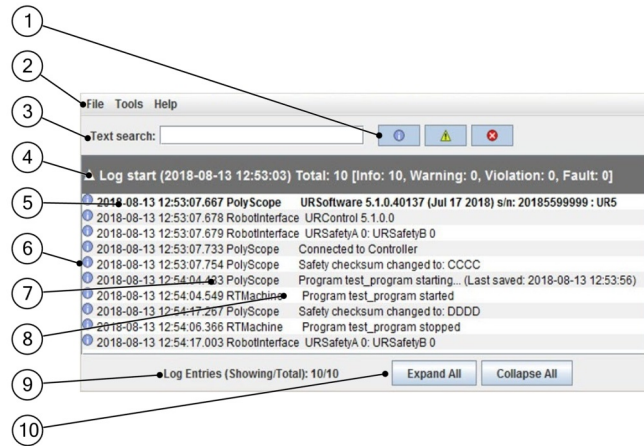 1
2
File Tools Help
3
Text search:
4
Log start (2018-08-13 12:53:03) Total: 10 [Info: 10, Warning: 0, Violation: 0, Fault: 0]
5
2018-08-13 12:53:07.667 PolyScope URSoftware 5.1.0.40137 (Jul 17 2018) s/n: 20185599999 : UR5
2018-08-13 12:53:07.678 RobotInterface URControl 5.1.0.0
2018-08-13 12:53:07.679 RobotInterface URSafetyA 0: URSafetyB 0
2018-08-13 12:53:07.733 PolyScope Connected to Controller
6
2018-08-13 12:53:07.754 PolyScope Safety checksum changed to: CCCC
7
2018-08-13 12:54:04.433 PolyScope Program test_program starting... (Last saved: 2018-08-13 12:53:56)
2018-08-13 12:54:04.549 RTMachine Program test_program started
8
2018-08-13 12:54:17.267 PolyScope Safety checksum changed to: DDDD
2018-08-13 12:54:06.366 RTMachine Program test_program stopped
2018-08-13 12:54:17.003 RobotInterface URSafetyA 0: URSafetyB 0
9
Log Entries (Showing/Total): 10/10 Expand All Collapse All
10